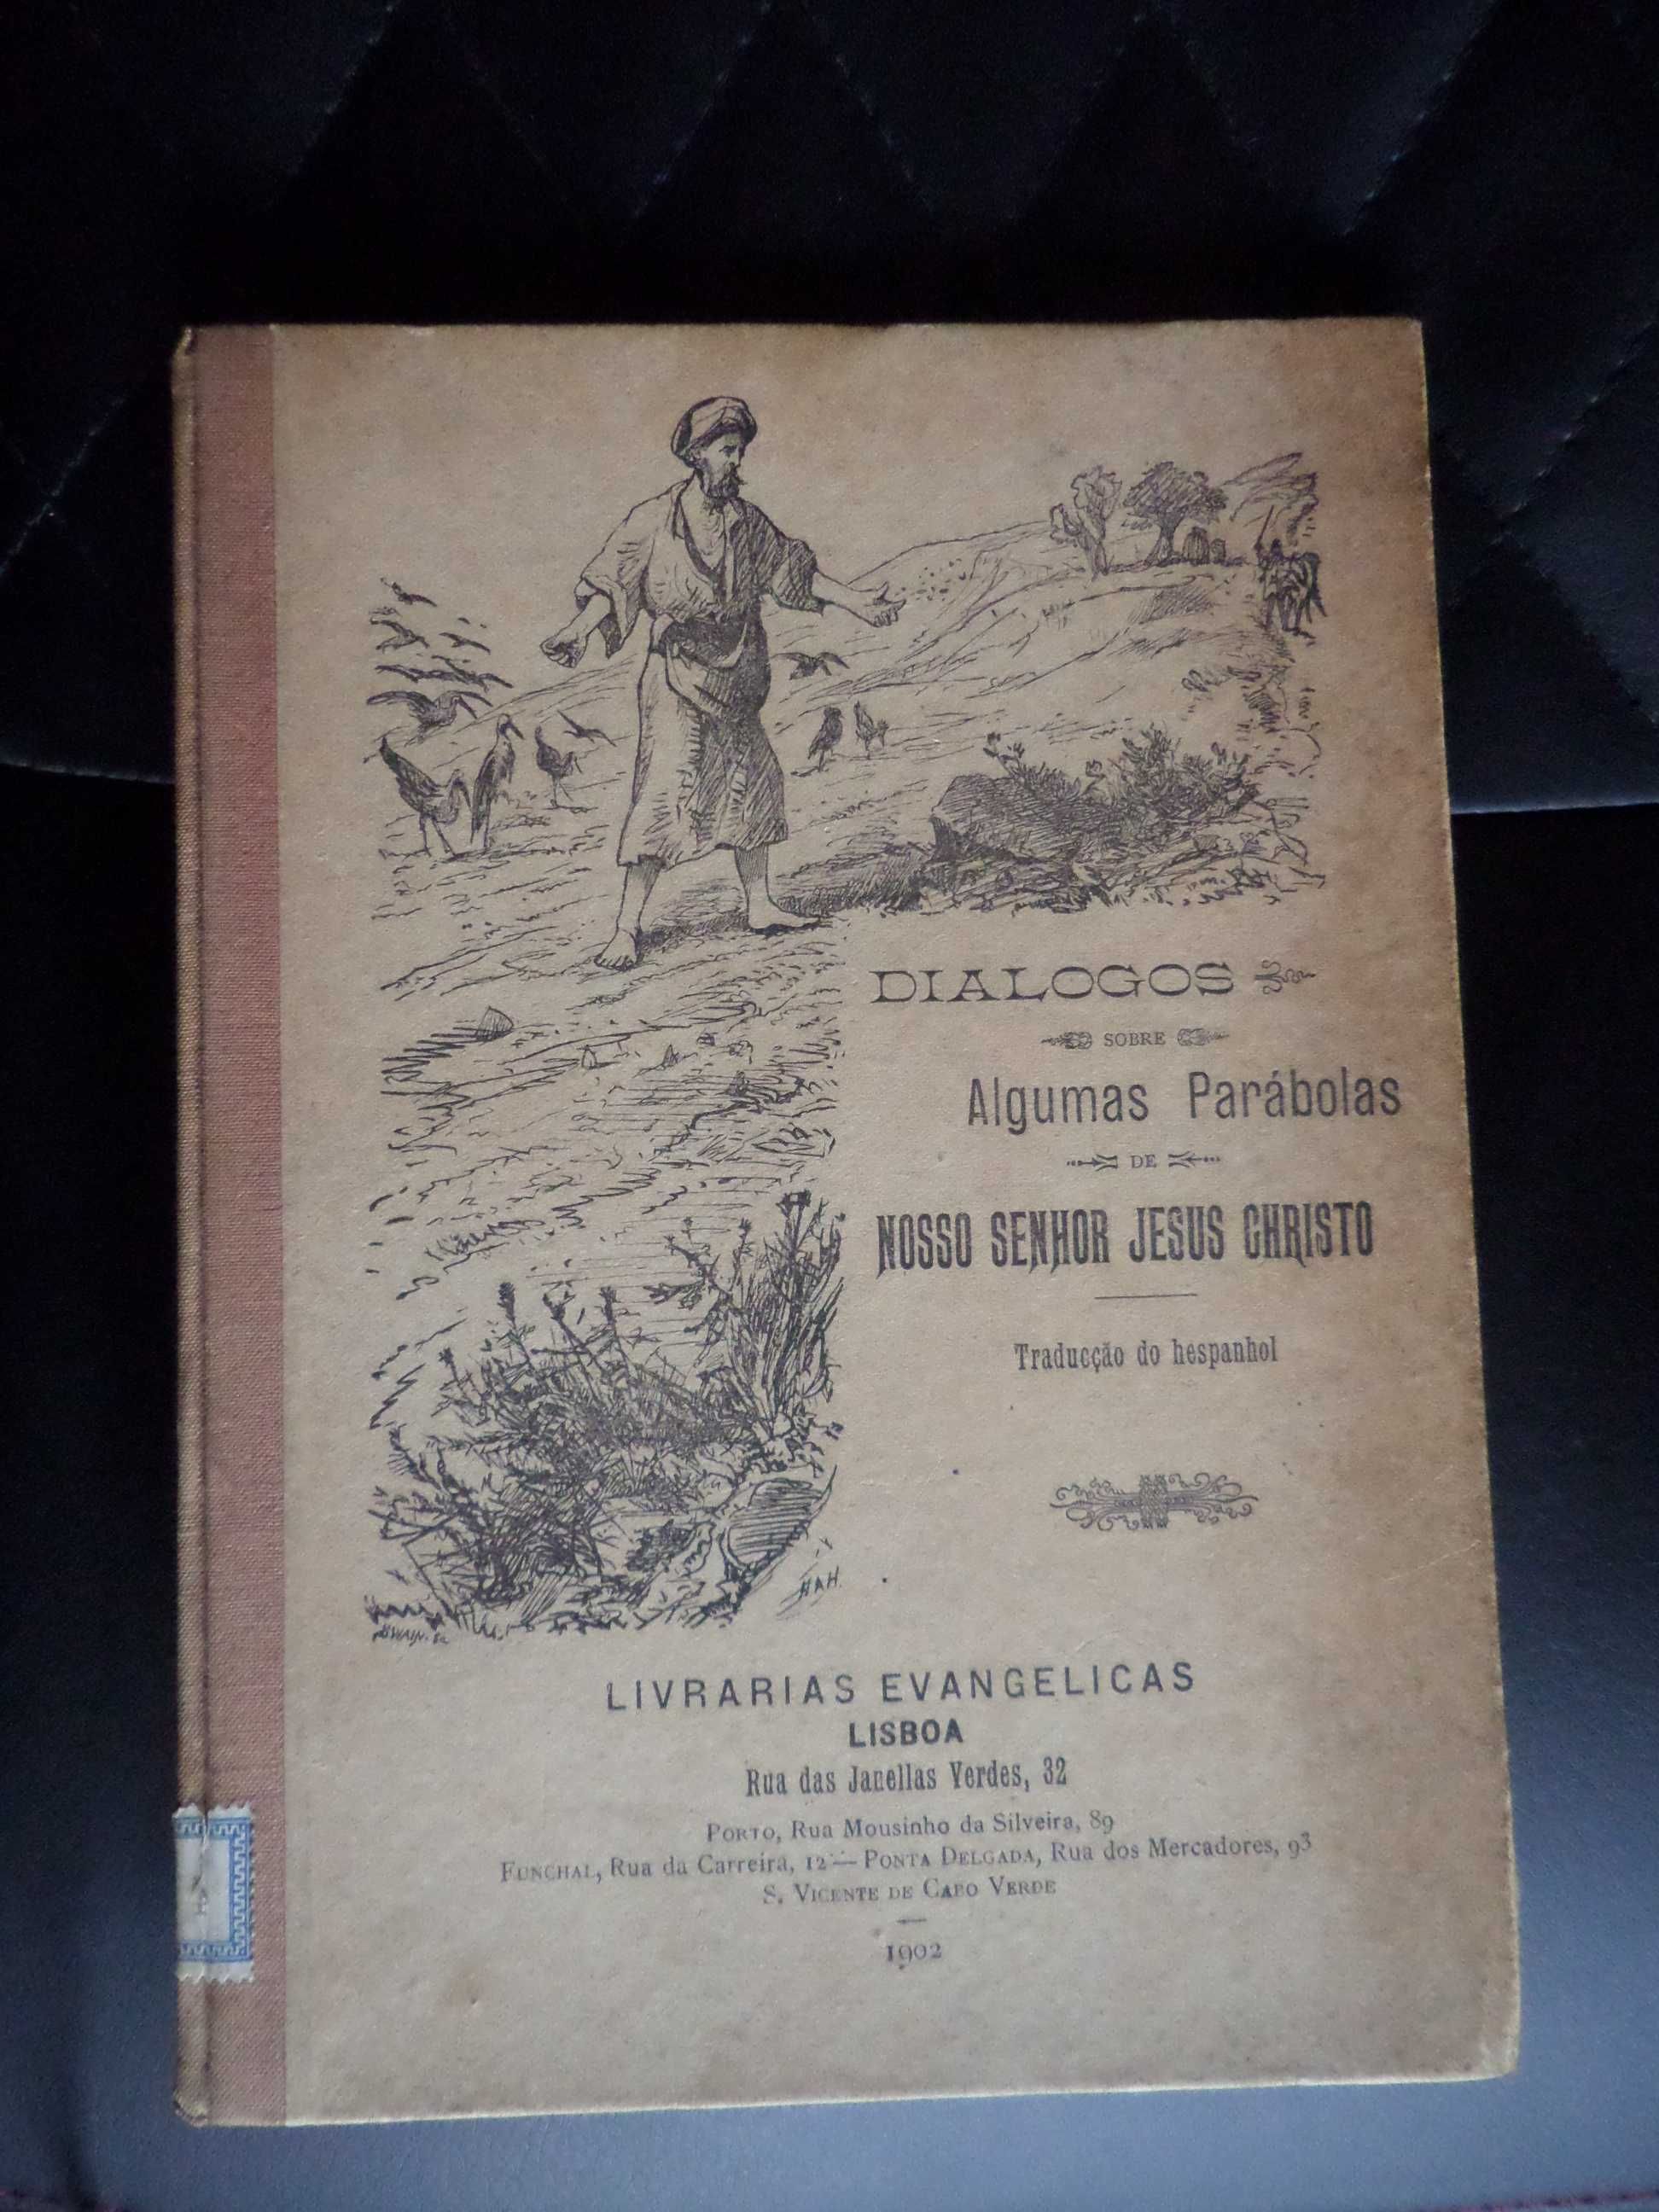 DIALOGOS
SOBRE
Algumas Parábolas
DE
NOSSO SENHOR JESUS CHRISTO
Traducção do hespanhol
HAH.
LIVRARIAS EVANGELICAS
LISBOA
Rua das Janellas Verdes, 32
PORTO, Rua Mousinho da Silveira, 89
FUNCHAL, Rua da Carreira, 12 — PONTA DELGADA, Rua dos Mercadores, 93
S. VICENTE DE CABO VERDE
1902